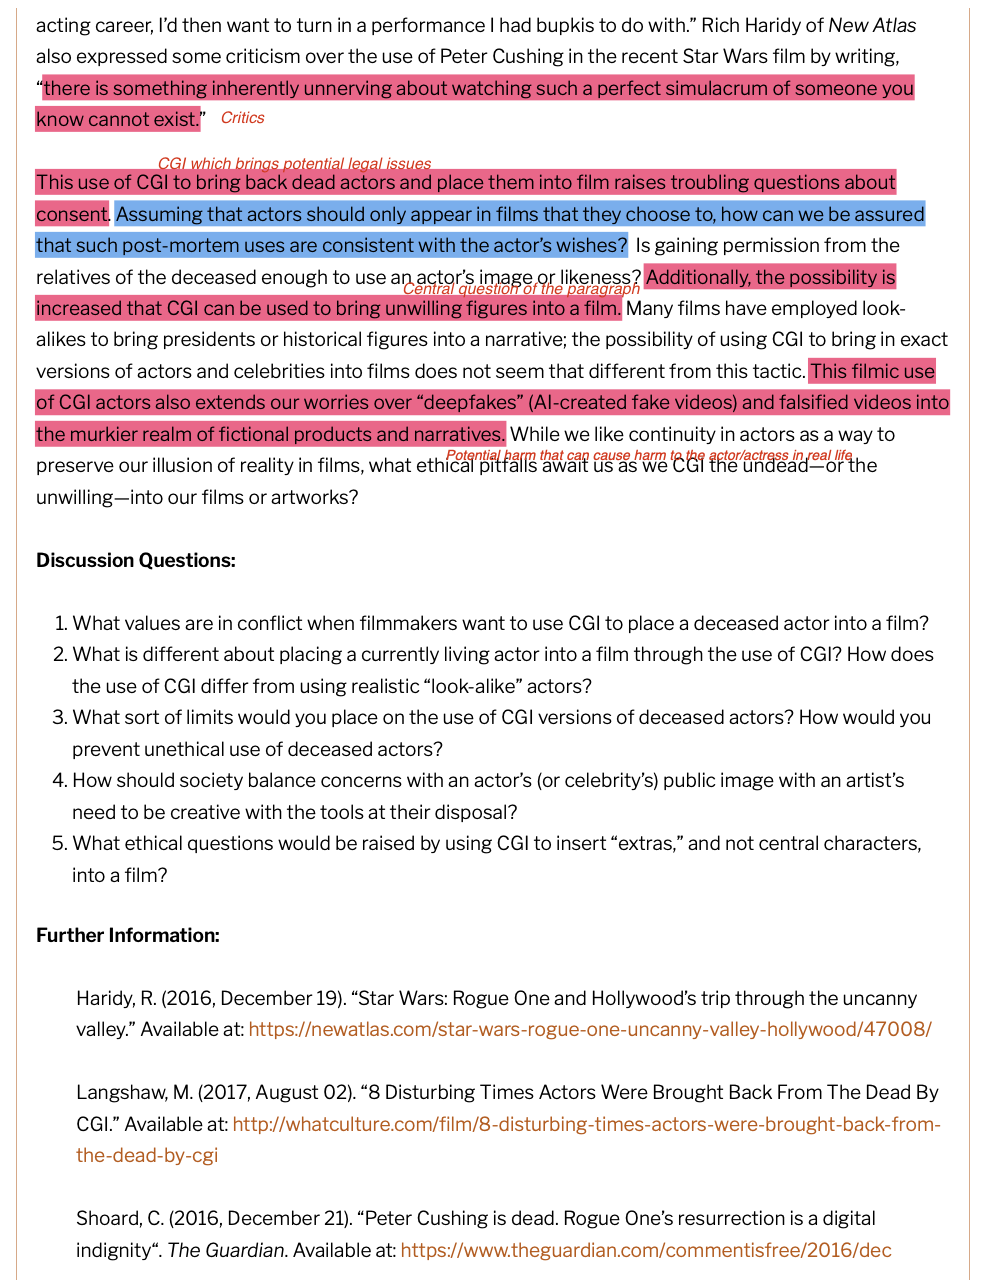 acting career, I’d then want to turn in a performance I had bupkis to do with.” Rich Haridy of New Atlas
also expressed some criticism over the use of Peter Cushing in the recent Star Wars film by writing,
“there is something inherently unnerving about watching such a perfect simulacrum of someone you
know cannot exist.” Critics
CGI which brings potential legal issues
This use of CGI to bring back dead actors and place them into film raises troubling questions about
consent. Assuming that actors should only appear in films that they choose to, how can we be assured
that such post-mortem uses are consistent with the actor’s wishes? Is gaining permission from the
relatives of the deceased enough to use an actor’s image or likeness? Additionally, the possibility is
Central question of the paragraph
increased that CGI can be used to bring unwilling figures into a film. Many films have employed look-
alikes to bring presidents or historical figures into a narrative; the possibility of using CGI to bring in exact
versions of actors and celebrities into films does not seem that different from this tactic. This filmic use
of CGI actors also extends our worries over “deepfakes” (AI-created fake videos) and falsified videos into
the murkier realm of fictional products and narratives. While we like continuity in actors as a way to
Potential harm that can cause harm to the actor/actress in real life
preserve our illusion of reality in films, what ethical pitfalls await us as we CGI the undead—or the
unwilling—into our films or artworks?
Discussion Questions:
1. What values are in conflict when filmmakers want to use CGI to place a deceased actor into a film?
2. What is different about placing a currently living actor into a film through the use of CGI? How does
the use of CGI differ from using realistic “look-alike” actors?
3. What sort of limits would you place on the use of CGI versions of deceased actors? How would you
prevent unethical use of deceased actors?
4. How should society balance concerns with an actor’s (or celebrity’s) public image with an artist’s
need to be creative with the tools at their disposal?
5. What ethical questions would be raised by using CGI to insert “extras,” and not central characters,
into a film?
Further Information:
Haridy, R. (2016, December 19). “Star Wars: Rogue One and Hollywood’s trip through the uncanny
valley.” Available at: https://newatlas.com/star-wars-rogue-one-uncanny-valley-hollywood/47008/
Langshaw, M. (2017, August 02). “8 Disturbing Times Actors Were Brought Back From The Dead By
CGI.” Available at: http://whatculture.com/film/8-disturbing-times-actors-were-brought-back-from-
the-dead-by-cgi
Shoard, C. (2016, December 21). “Peter Cushing is dead. Rogue One’s resurrection is a digital
indignity“. The Guardian. Available at: https://www.theguardian.com/commentisfree/2016/dec